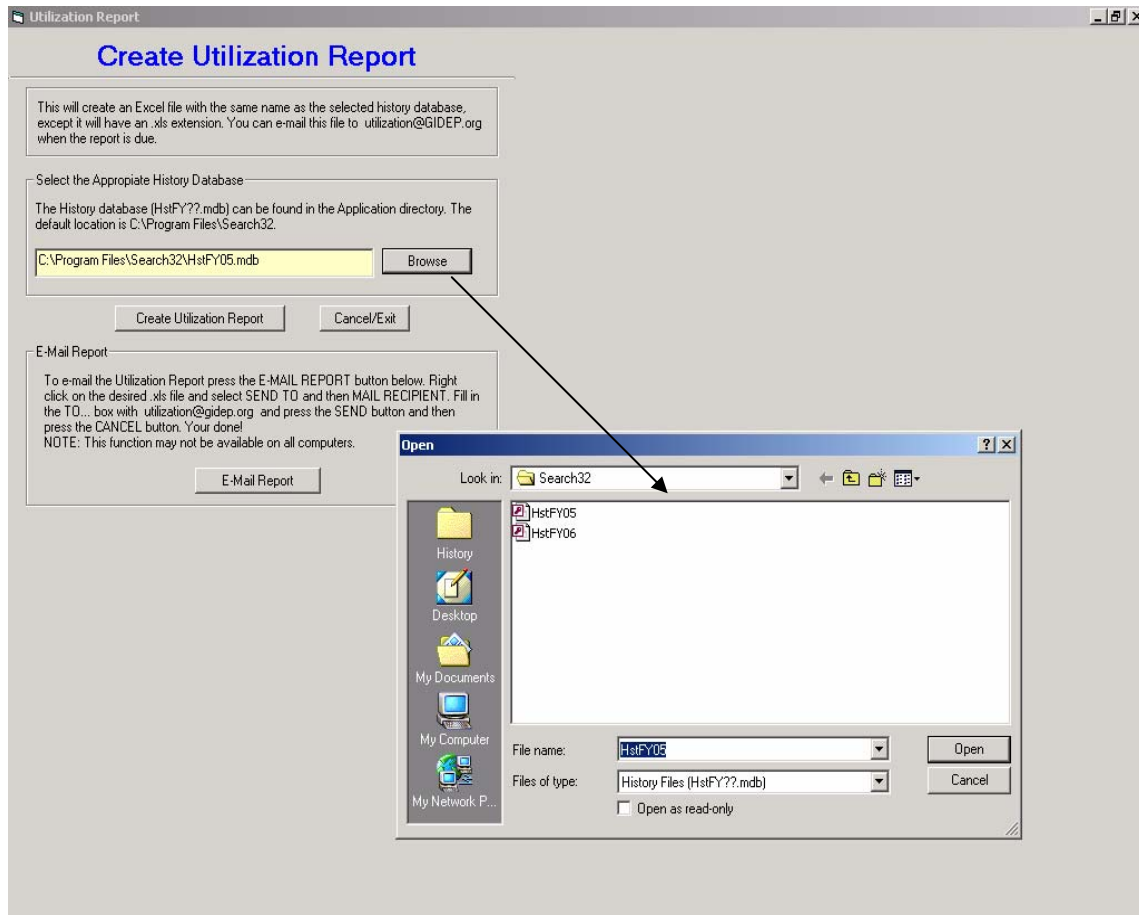 Utilization Report
Create Utilization Report
This will create an Excel file with the same name as the selected history database,
except it will have an .xls extension. You can e-mail this file to utilization@GIDEP.org
when the report is due.
Select the Appropiate History Database
The History database (HstFY??.mdb) can be found in the Application directory. The
default location is C:\Program Files\Search32.
C:\Program Files\Search32\HstFY05.mdb
Browse
Create Utilization Report
Cancel/Exit
E-Mail Report
To e-mail the Utilization Report press the E-MAIL REPORT button below. Right
click on the desired .xls file and select SEND TO and then MAIL RECIPIENT. Fill in
the TO... box with utilization@gidep.org and press the SEND button and then
press the CANCEL button. Your done!
NOTE: This function may not be available on all computers.
E-Mail Report
Open
Look in:
Search32
HstFY05
HstFY06
History
Desktop
My Documents
My Computer
My Network P...
File name:
HstFY05
Open
Files of type:
History Files (HstFY??.mdb)
Cancel
Open as read-only